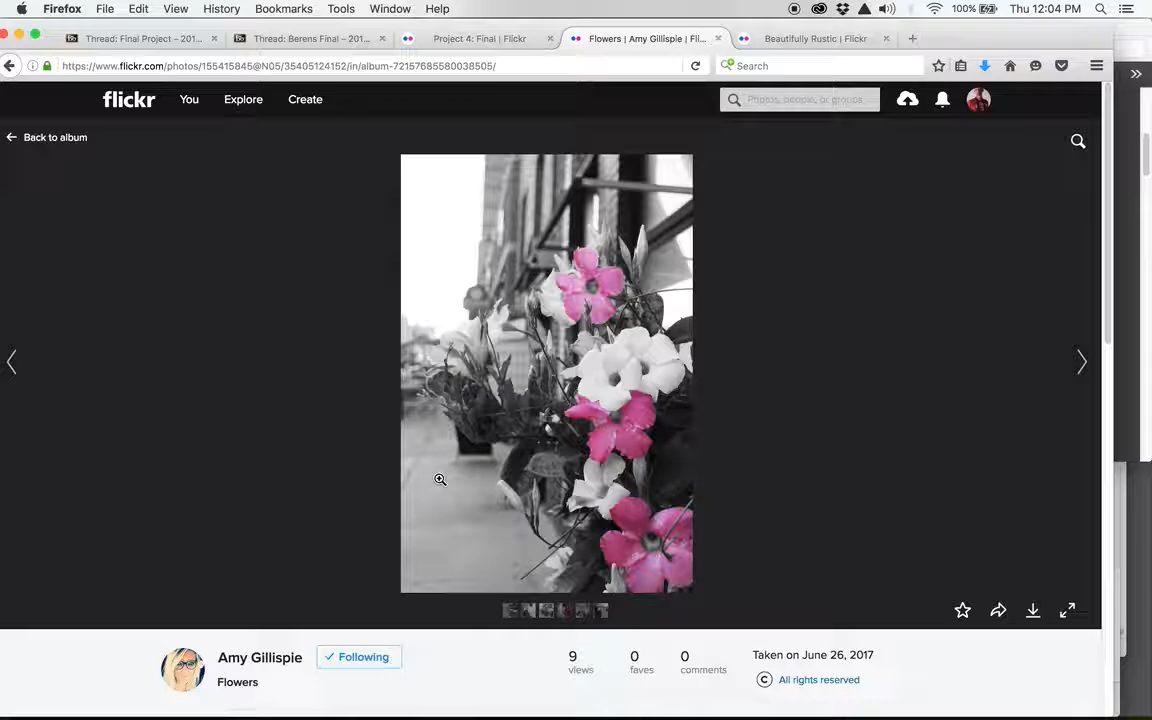 Firefox File Edit View History Bookmarks Tools Window Help 100% Thu 12:04 PM
Thread: Final Project – 201... Thread: Berens Final – 200... Project 4: Final | Flickr Flowers | Amy Gillispie | Fli... Beautifully Rustic | Flickr
https://www.flickr.com/photos/155415845@N05/35405124152/in/album-72157685580038505/ Search
flickr You Explore Create Photos, people, or groups
Back to album
Amy Gillispie Following
Flowers
9 views
0 faves
0 comments
Taken on June 26, 2017
All rights reserved